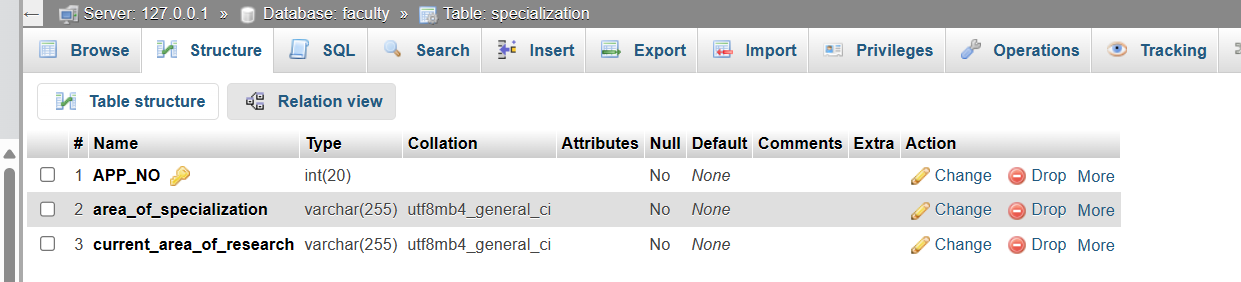 ← Server: 127.0.0.1 » Database: faculty » Table: specialization
Browse Structure SQL Search Insert Export Import Privileges Operations Tracking
Table structure Relation view
# Name Type Collation Attributes Null Default Comments Extra Action
1 APP_NO int(20) No None Change Drop More
2 area_of_specialization varchar(255) utf8mb4_general_ci No None Change Drop More
3 current_area_of_research varchar(255) utf8mb4_general_ci No None Change Drop More